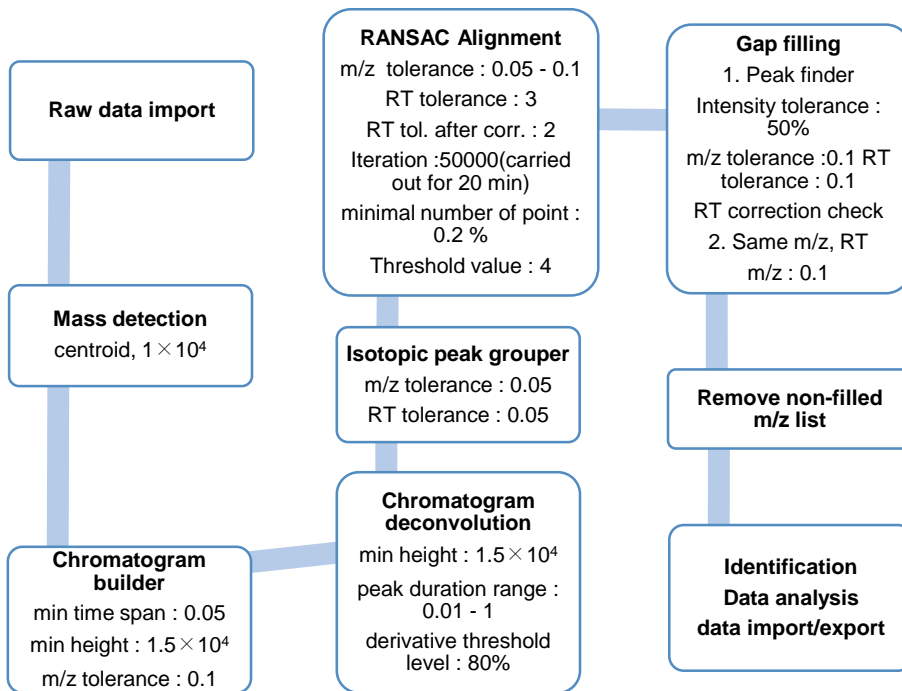 Raw data import
Mass detection
centroid, 1×10⁴
Chromatogram
builder
min time span : 0.05
min height : 1.5×10⁴
m/z tolerance : 0.1
Chromatogram
deconvolution
min height : 1.5×10⁴
peak duration range :
0.01 - 1
derivative threshold
level : 80%
Isotopic peak grouper
m/z tolerance : 0.05
RT tolerance : 0.05
RANSAC Alignment
m/z  tolerance : 0.05 - 0.1
RT tolerance : 3
RT tol. after corr. : 2
Iteration :50000(carried
out for 20 min)
minimal number of point :
0.2 %
Threshold value : 4
Gap filling
1. Peak finder
Intensity tolerance :
50%
m/z tolerance :0.1 RT
tolerance : 0.1
RT correction check
2. Same m/z, RT
m/z : 0.1
Remove non-filled
m/z list
Identification
Data analysis
data import/export